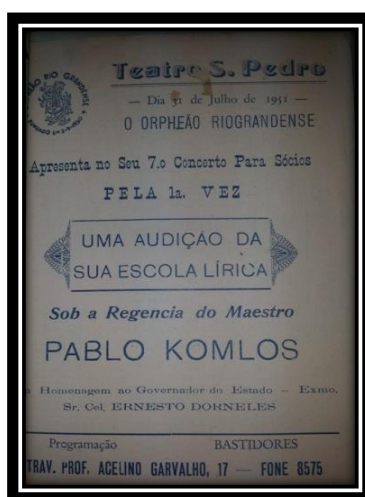 Teatro S. Pedro
— Dia 31 de Julho de 1951 —
O ORPHEÃO RIOGRANDENSE
Apresenta no Seu 7.o Concerto Para Sócios
PELA 1a. VEZ
UMA AUDIÇÃO DA
SUA ESCOLA LÍRICA
Sob a Regencia do Maestro
PABLO KOMLOS
Homenagem ao Governador do Estado — Exmo.
Sr. Cel. ERNESTO DORNELES
Programação BASTIDORES
TRAV. PROF. ACELINO GARVALHO, 17 — FONE 8575